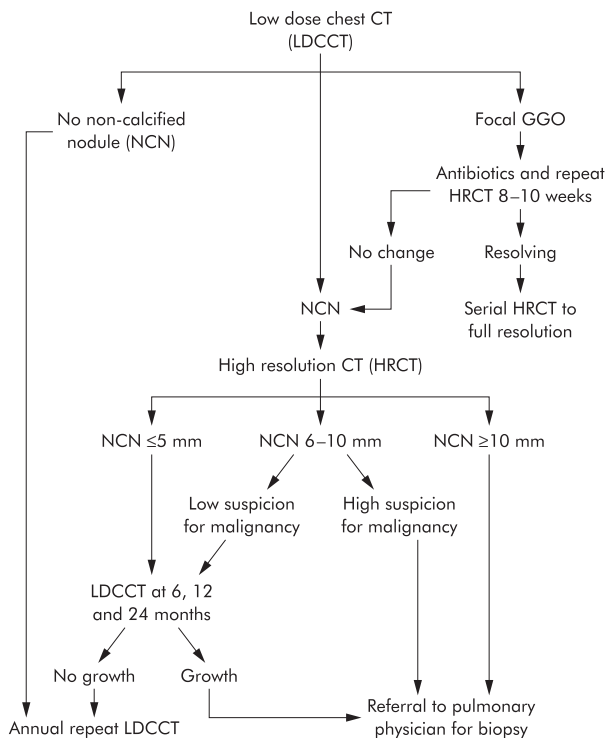 Low dose chest CT
(LDCCT)
No non-calcified
nodule (NCN)
Focal GGO
Antibiotics and repeat
HRCT 8–10 weeks
No change
Resolving
NCN
Serial HRCT to
full resolution
High resolution CT (HRCT)
NCN ≤5 mm
NCN 6–10 mm
NCN ≥10 mm
Low suspicion
for malignancy
High suspicion
for malignancy
LDCCT at 6, 12
and 24 months
No growth
Growth
Annual repeat LDCCT
Referral to pulmonary
physician for biopsy